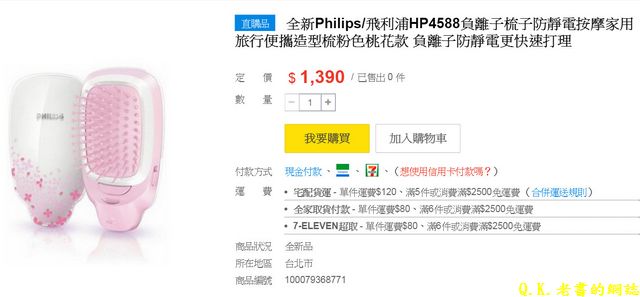 直購品 全新Philips/飛利浦HP4588負離子梳子防靜電按摩家用
旅行便攜造型梳粉色桃花款 負離子防靜電更快速打理
PHILIPS
定 價 $ 1,390 / 已售出 0 件
數 量 − 1 +
我要購買 加入購物車
付款方式 現金付款 、 、 7 、 (想使用信用卡付款嗎？)
運 費 • 宅配貨運 - 單件運費$120、滿5件或消費滿$2500免運費 (合併運送規則)
• 全家取貨付款 - 單件運費$80、滿6件或消費滿$2500免運費
• 7-ELEVEN超取 - 單件運費$80、滿6件或消費滿$2500免運費
商品狀況 全新品
所在地區 台北市
商品編號 100079368771
Q.K.老書的網誌